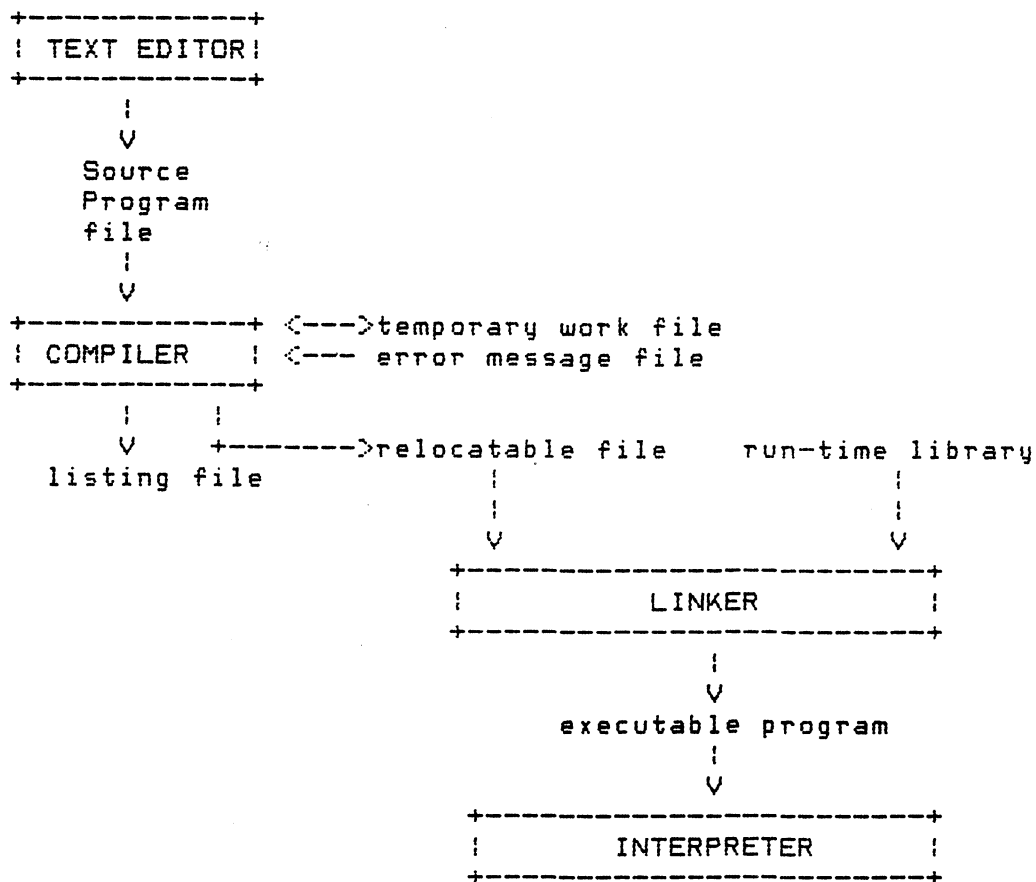 TEXT EDITOR
Source
Program
file
<--->temporary work file
COMPILER <--- error message file
+------->relocatable file run-time library
listing file
LINKER
executable program
INTERPRETER